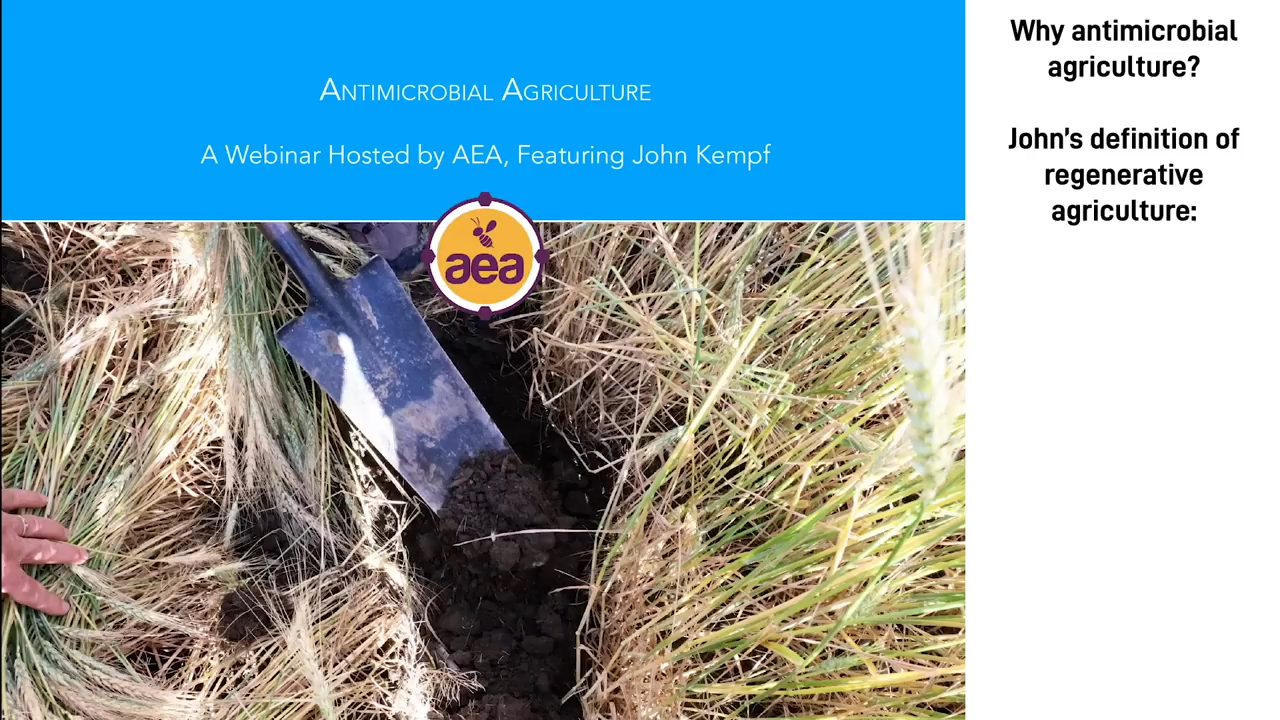 Antimicrobial Agriculture
A Webinar Hosted by AEA, Featuring John Kempf
aea
Why antimicrobial
agriculture?
John's definition of
regenerative
agriculture: